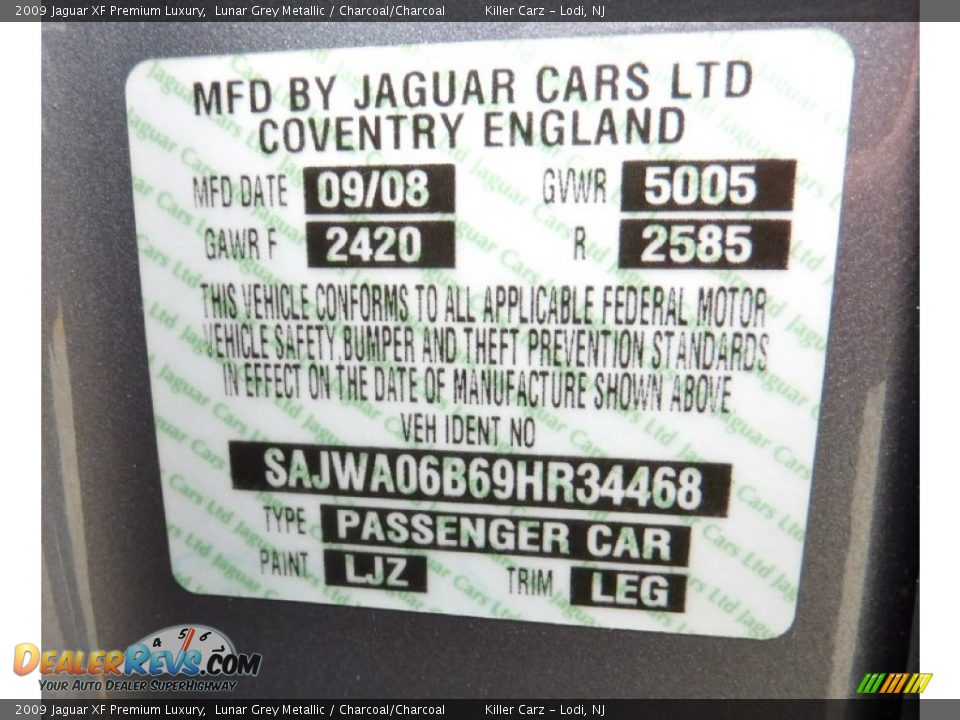 2009 Jaguar XF Premium Luxury,  Lunar Grey Metallic / Charcoal/Charcoal    Killer Carz - Lodi, NJ
MFD BY JAGUAR CARS LTD
COVENTRY ENGLAND
MFD DATE 09/08 GVWR 5005
GAWR F 2420 R 2585
THIS VEHICLE CONFORMS TO ALL APPLICABLE FEDERAL MOTOR
VEHICLE SAFETY, BUMPER AND THEFT PREVENTION STANDARDS
IN EFFECT ON THE DATE OF MANUFACTURE SHOWN ABOVE
VEH IDENT NO
SAJWA06B69HR34468
TYPE PASSENGER CAR
PAINT LJZ TRIM LEG
4 5 6
DEALERREVS.COM
YOUR AUTO DEALER SUPERHIGHWAY
2009 Jaguar XF Premium Luxury,  Lunar Grey Metallic / Charcoal/Charcoal    Killer Carz - Lodi, NJ